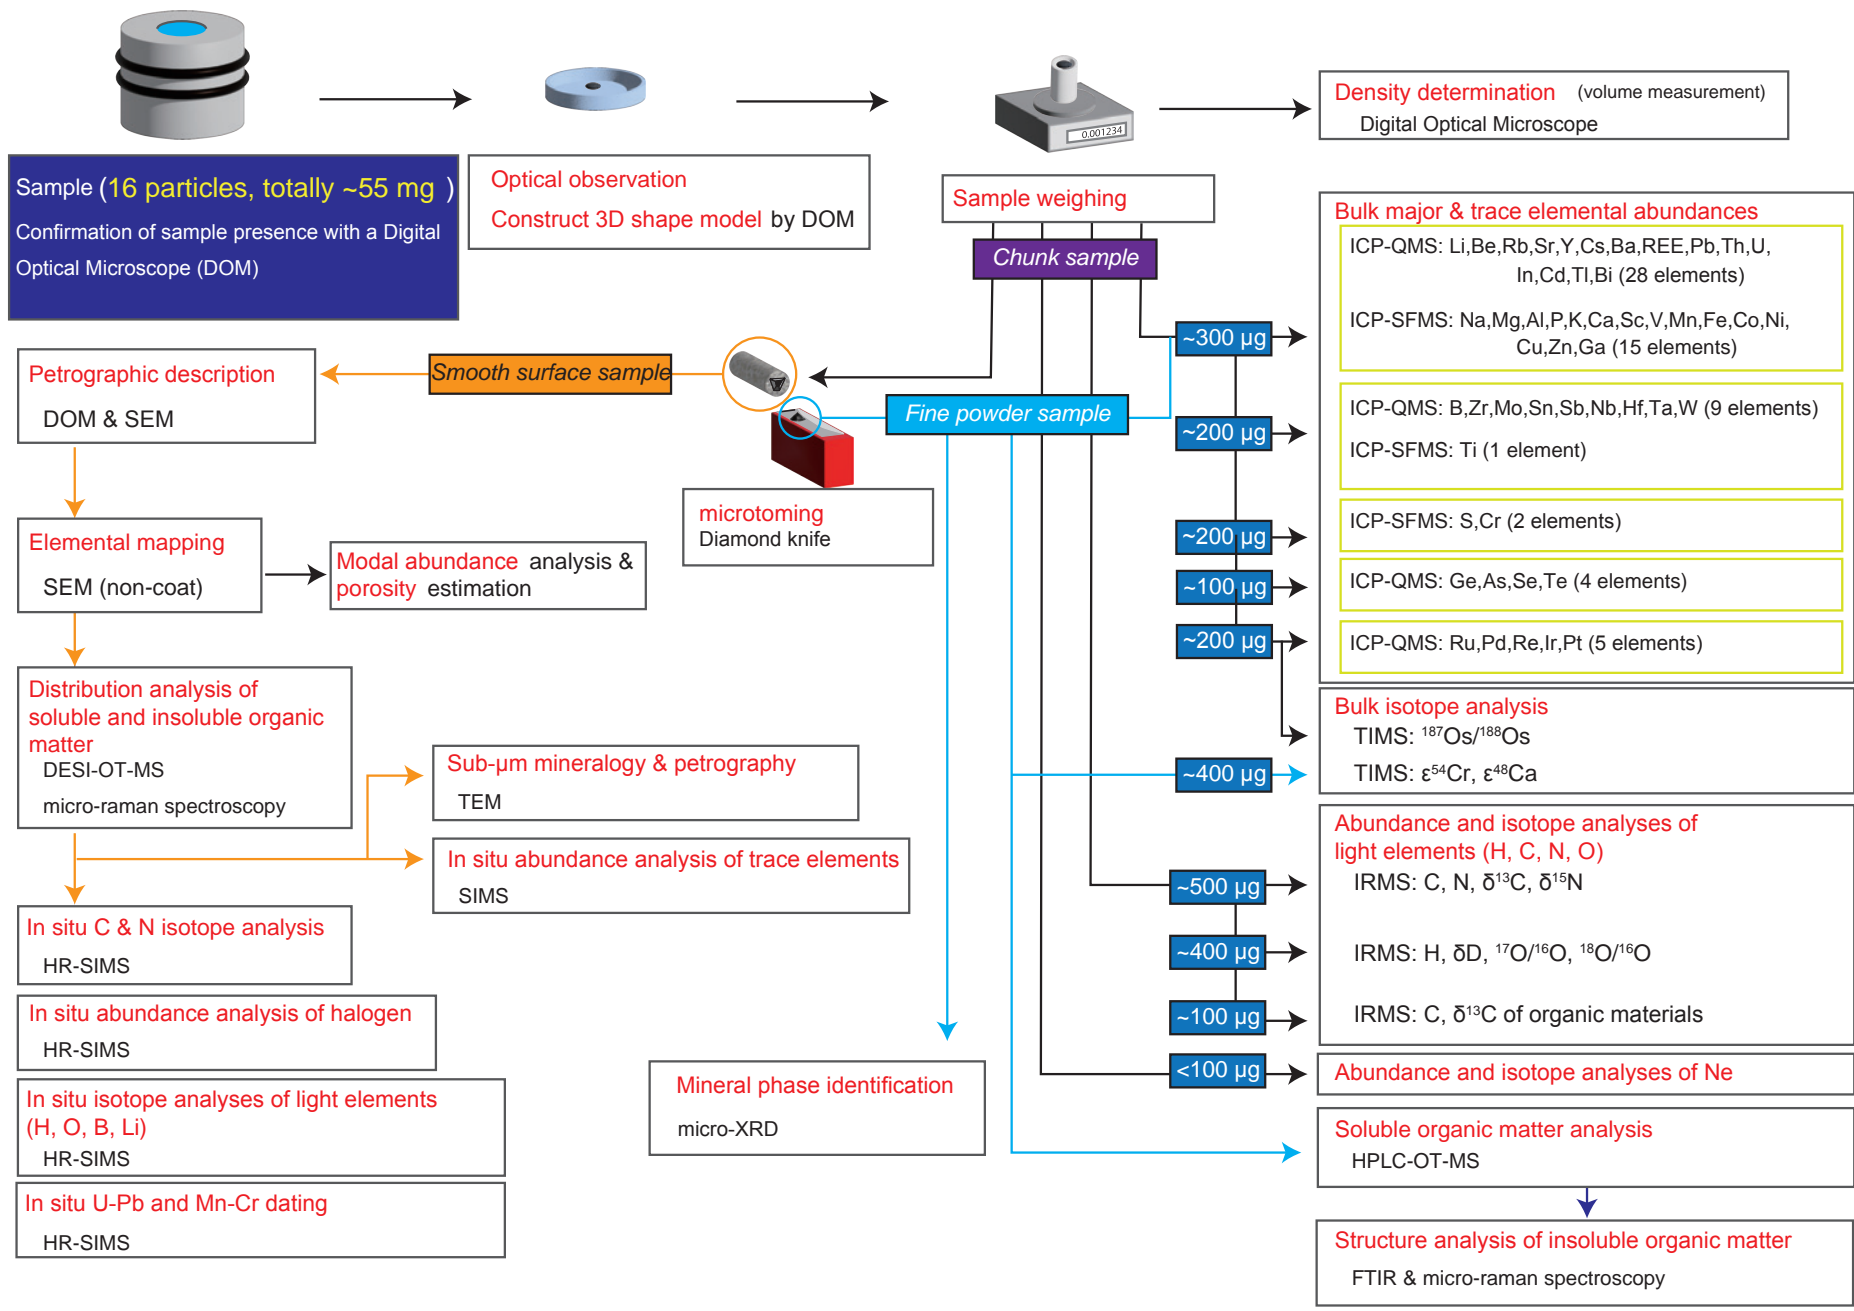 0.001234
Sample (16 particles, totally ~55 mg )
Confirmation of sample presence with a Digital
Optical Microscope (DOM)
Optical observation
Construct 3D shape model by DOM
Sample weighing
Density determination (volume measurement)
Digital Optical Microscope
Chunk sample
Smooth surface sample
Fine powder sample
microtoming
Diamond knife
Petrographic description
DOM & SEM
Elemental mapping
SEM (non-coat)
Modal abundance analysis &
porosity estimation
Distribution analysis of
soluble and insoluble organic
matter
DESI-OT-MS
micro-raman spectroscopy
Sub-μm mineralogy & petrography
TEM
In situ abundance analysis of trace elements
SIMS
In situ C & N isotope analysis
HR-SIMS
In situ abundance analysis of halogen
HR-SIMS
In situ isotope analyses of light elements
(H, O, B, Li)
HR-SIMS
In situ U-Pb and Mn-Cr dating
HR-SIMS
Mineral phase identification
micro-XRD
Bulk major & trace elemental abundances
ICP-QMS: Li,Be,Rb,Sr,Y,Cs,Ba,REE,Pb,Th,U,
In,Cd,Tl,Bi (28 elements)
~300 μg
ICP-SFMS: Na,Mg,Al,P,K,Ca,Sc,V,Mn,Fe,Co,Ni,
Cu,Zn,Ga (15 elements)
~200 μg
ICP-QMS: B,Zr,Mo,Sn,Sb,Nb,Hf,Ta,W (9 elements)
ICP-SFMS: Ti (1 element)
~200 μg
ICP-SFMS: S,Cr (2 elements)
~100 μg
ICP-QMS: Ge,As,Se,Te (4 elements)
~200 μg
ICP-QMS: Ru,Pd,Re,Ir,Pt (5 elements)
Bulk isotope analysis
TIMS: ¹⁸⁷Os/¹⁸⁸Os
~400 μg
TIMS: ε⁵⁴Cr, ε⁴⁸Ca
Abundance and isotope analyses of
light elements (H, C, N, O)
~500 μg
IRMS: C, N, δ¹³C, δ¹⁵N
~400 μg
IRMS: H, δD, ¹⁷O/¹⁶O, ¹⁸O/¹⁶O
~100 μg
IRMS: C, δ¹³C of organic materials
<100 μg
Abundance and isotope analyses of Ne
Soluble organic matter analysis
HPLC-OT-MS
Structure analysis of insoluble organic matter
FTIR & micro-raman spectroscopy